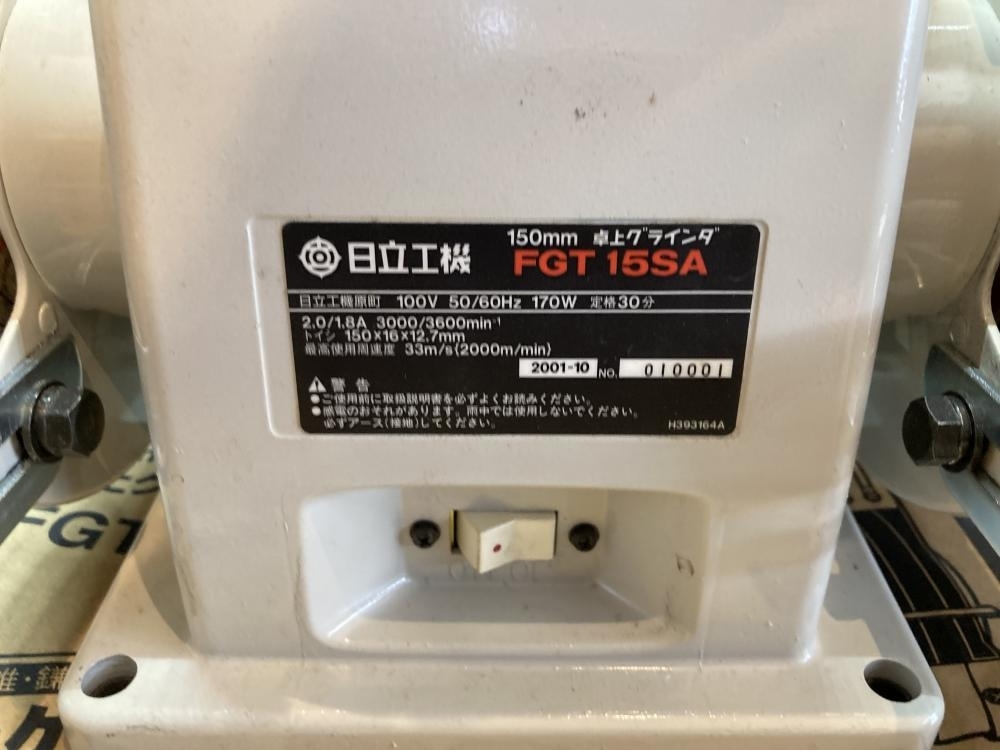 日立工機
150mm 卓上グラインダ
FGT 15SA
日立工機原町 100V 50/60Hz 170W 定格30分
2.0/1.8A 3000/3600min⁻¹
トイシ 150×16×12.7mm
最高使用周速度 33m/s(2000m/min)
2001-10 NO. 010001
⚠ 警告
●ご使用前に取扱説明書を必ずよくお読みください。
●感電のおそれがあります。雨中では使用しないでください。
必ずアース(接地)してください。
H393164A
FGT